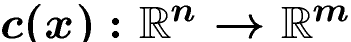 c(x) : ℝⁿ → ℝᵐ